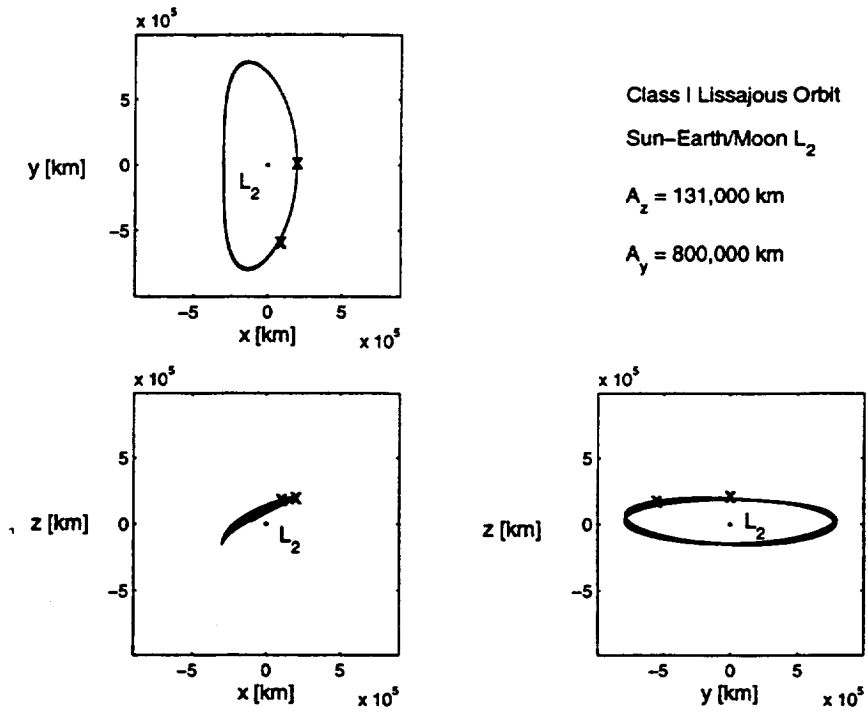 x 10⁵
5
y [km]
0
L₂
−5
−5
0
5
x [km]
x 10⁵
Class I Lissajous Orbit
Sun−Earth/Moon L₂
A_z = 131,000 km
A_y = 800,000 km
x 10⁵
5
z [km]
0
L₂
−5
−5
0
5
x [km]
x 10⁵
x 10⁵
5
z [km]
0
L₂
−5
−5
0
5
y [km]
x 10⁵